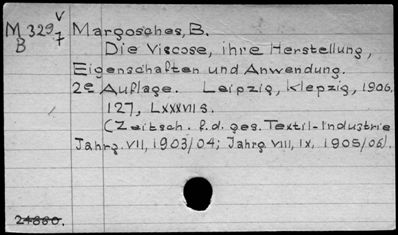 M 329 V Margosches, B.
B 7 Die Viscose, ihre Herstellung,
Eigenschaften und Anwendung.
2e Auflage. Leipzig, Klepzig, 1906.
127, LXXXVII s.
(Zeitsch. f.d. ges. Textil-Industrie
Jahrg. VII, 1903/04; Jahrg VIII, IX, 1905/06).
24880.